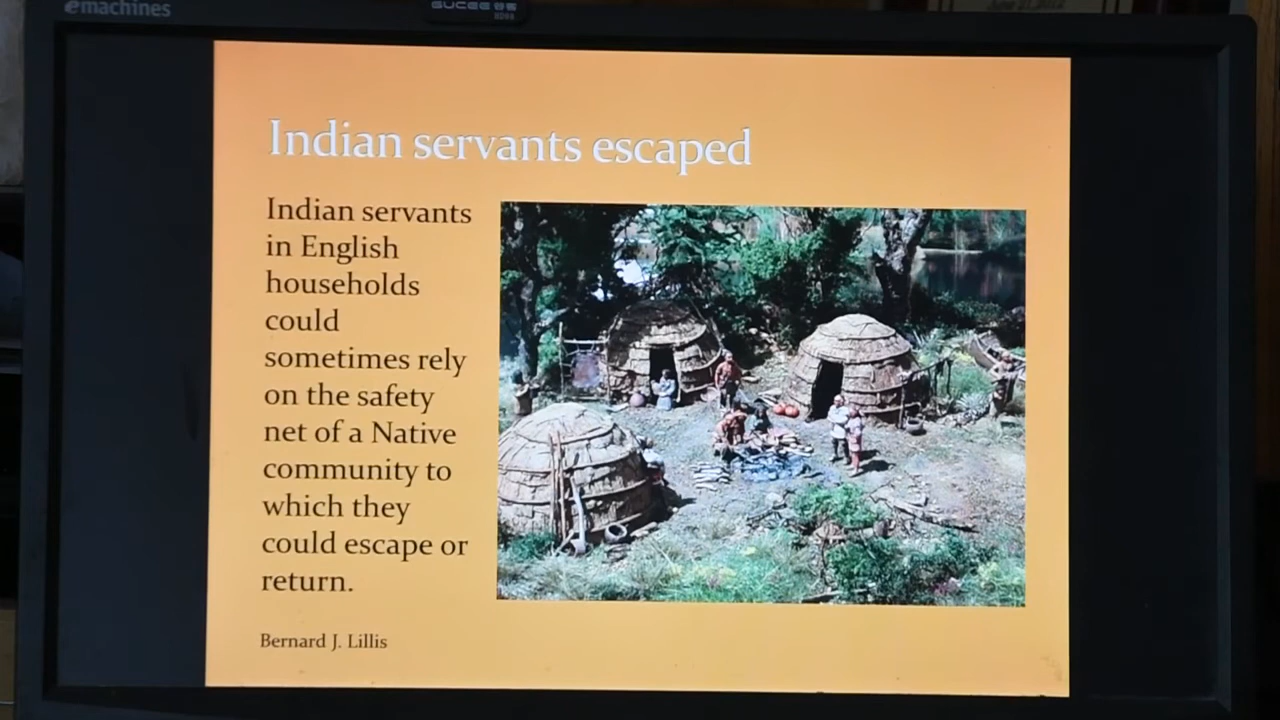 emachines
Indian servants escaped
Indian servants
in English
households
could
sometimes rely
on the safety
net of a Native
community to
which they
could escape or
return.
Bernard J. Lillis